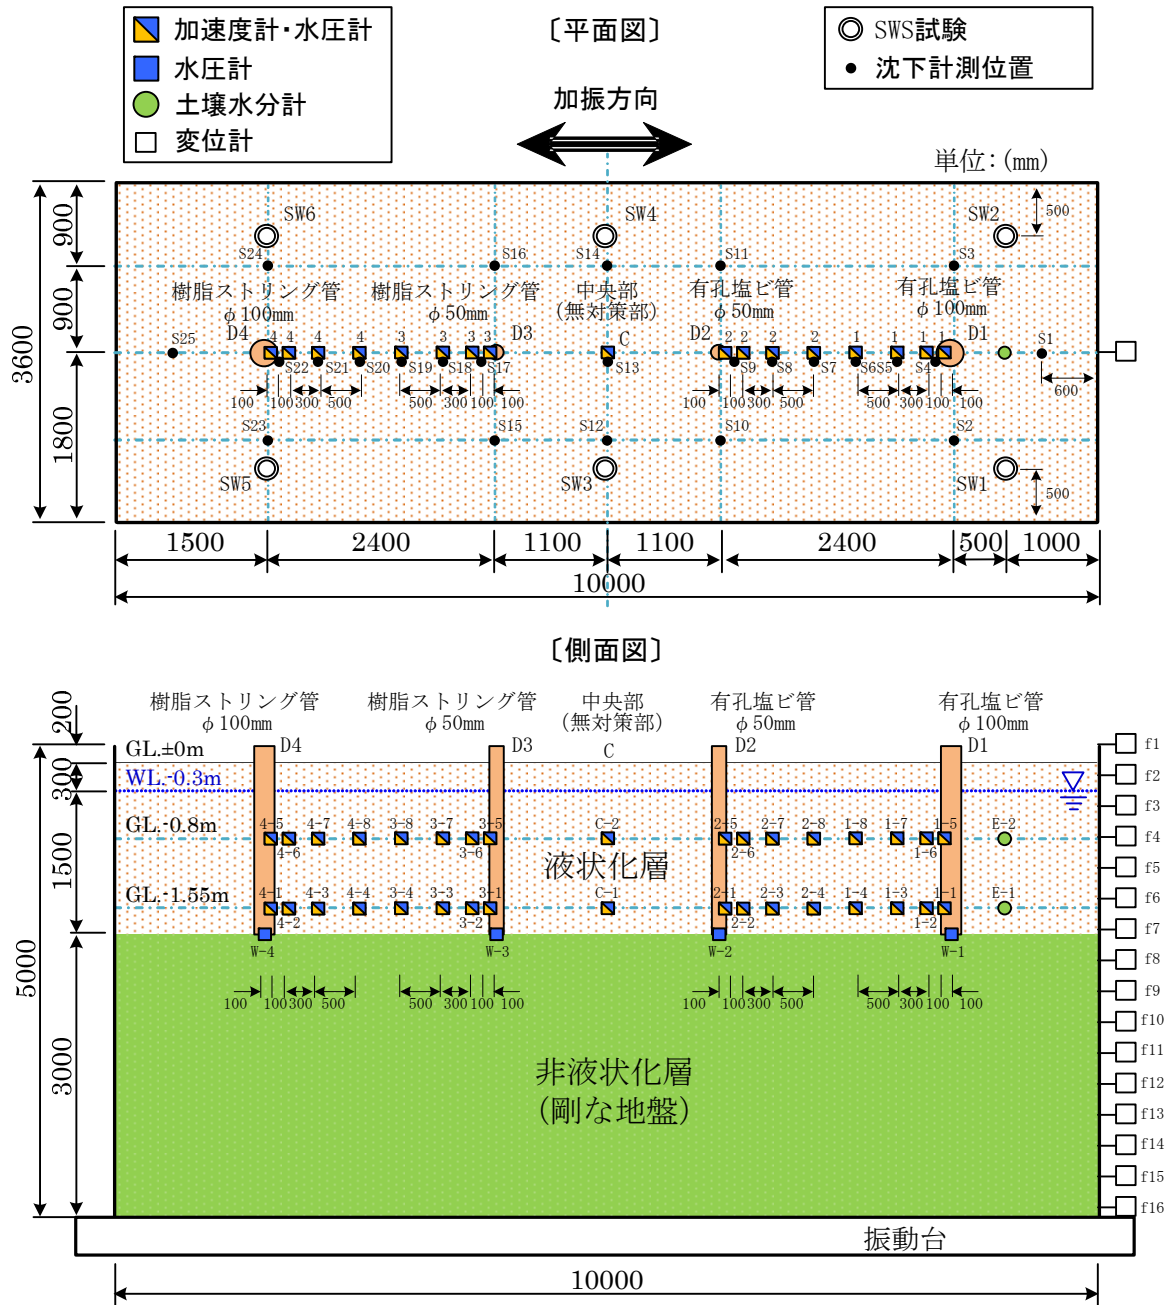 加速度計・水圧計
水圧計
土壌水分計
変位計
〔平面図〕
加振方向
SWS試験
沈下計測位置
単位：(mm)
SW6
SW4
SW2
500
S24
S16
S14
S11
S3
樹脂ストリング管
φ100mm
樹脂ストリング管
φ50mm
中央部
(無対策部)
有孔塩ビ管
φ50mm
有孔塩ビ管
φ100mm
S25
D4
4 4 4 4 3 3 3 3
D3
C
D2
2 2 2 2 1 1 1 1
D1
S1
S22 S21 S20 S19 S18 S17
S13
S9 S8 S7 S6 S5 S4
100 100 300 500
500 300 100 100
100 100 300 500
500 300 100 100
600
S23
S15
S12
S10
S2
SW5
SW3
SW1
500
900
900
1800
3600
1500
2400
1100
1100
2400
500
1000
10000
〔側面図〕
樹脂ストリング管
φ100mm
樹脂ストリング管
φ50mm
中央部
(無対策部)
有孔塩ビ管
φ50mm
有孔塩ビ管
φ100mm
D4
D3
C
D2
D1
200
300
1500
3000
5000
GL.±0m
WL.-0.3m
GL.-0.8m
4-5 4-7 4-8 3-8 3-7 3-5
C-2
2-5 2-7 2-8 1-8 1-7 1-5
E-2
4-6
3-6
2-6
1-6
液状化層
GL.-1.55m
4-1 4-3 4-4 3-4 3-3 3-1
C-1
2-1 2-3 2-4 1-4 1-3 1-1
E-1
4-2
3-2
2-2
1-2
W-4
W-3
W-2
W-1
100 100 300 500
500 300 100 100
100 100 300 500
500 300 100 100
非液状化層
(剛な地盤)
f1
f2
f3
f4
f5
f6
f7
f8
f9
f10
f11
f12
f13
f14
f15
f16
振動台
10000